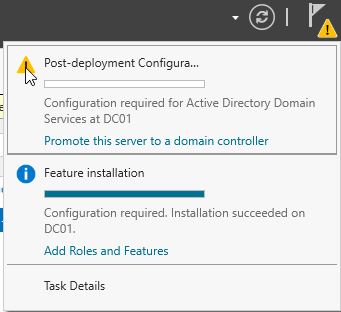 Post-deployment Configura...
Configuration required for Active Directory Domain
Services at DC01
Promote this server to a domain controller
Feature installation
Configuration required. Installation succeeded on
DC01.
Add Roles and Features
Task Details